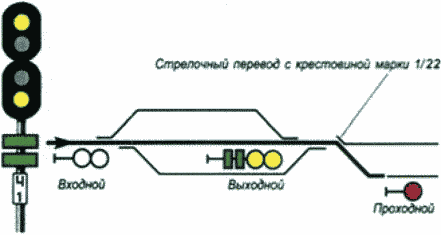 Стрелочный перевод с крестовиной марки 1/22
Входной
Выходной
Проходной
Ч
1